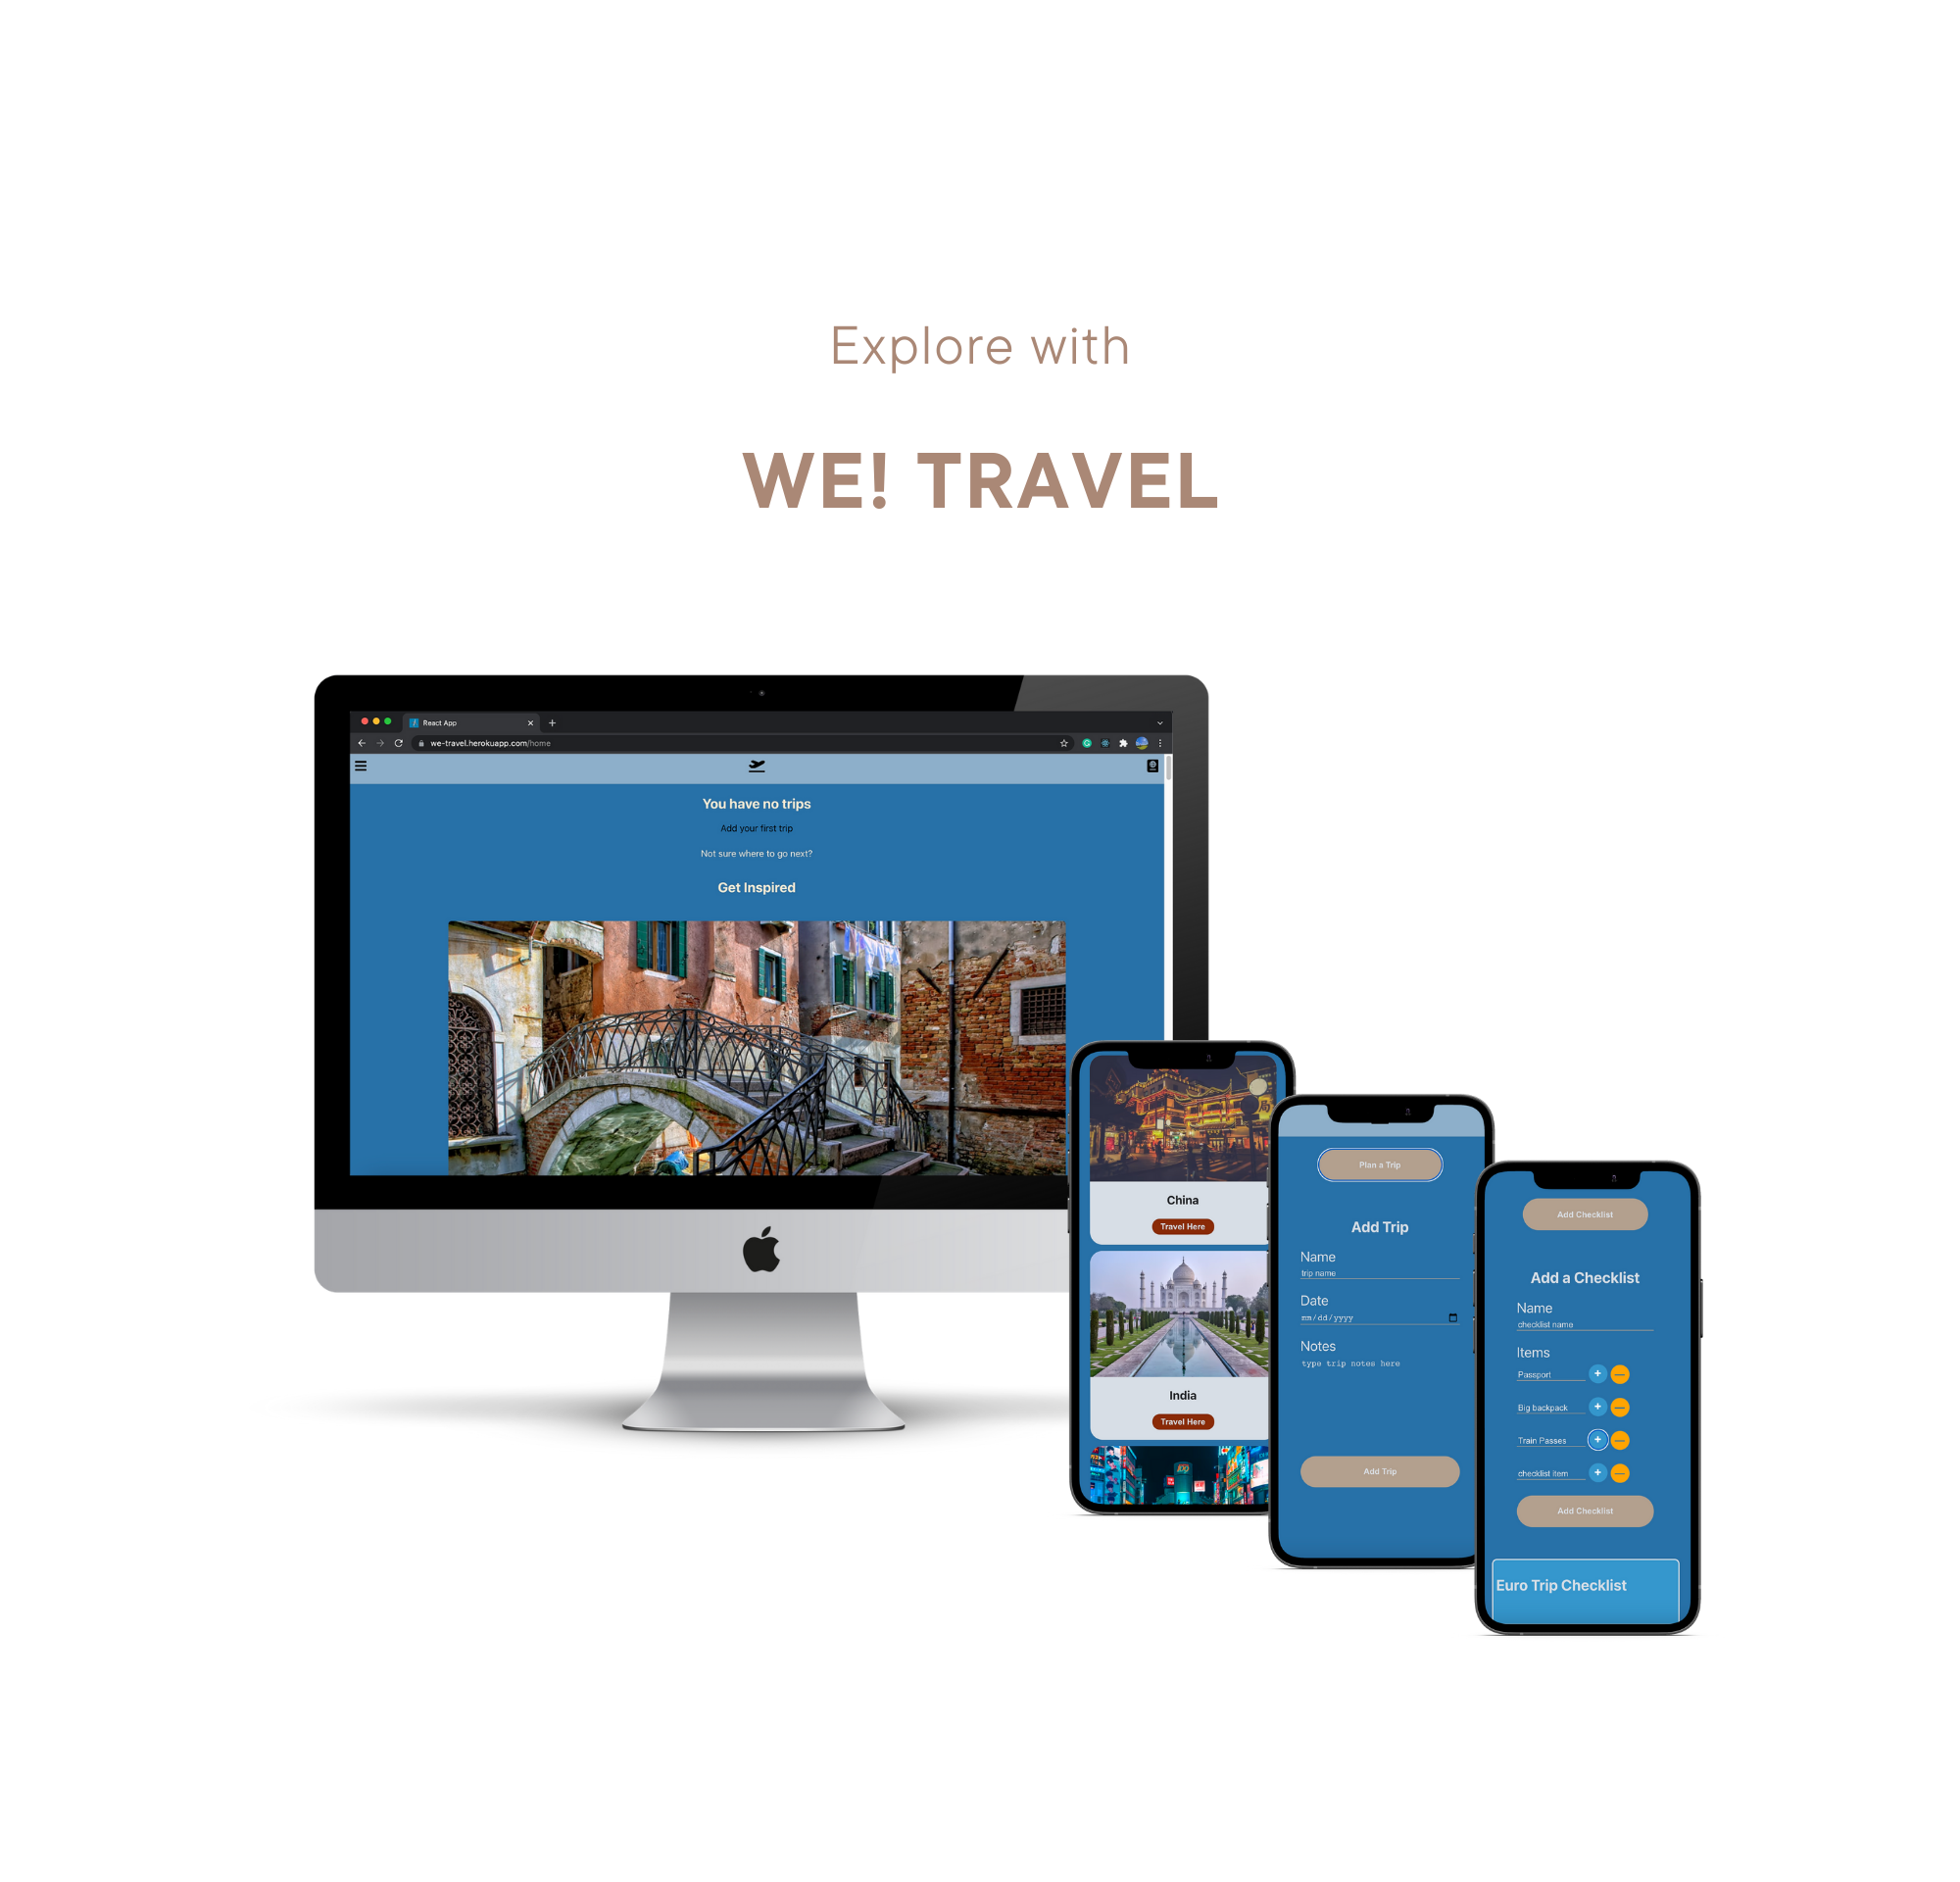 Explore with
WE! TRAVEL
React App
we-travel.herokuapp.com/home
You have no trips
Add your first trip
Not sure where to go next?
Get Inspired
China
Travel Here
India
Travel Here
109
Plan a Trip
Add Trip
Name
trip name
Date
mm/dd/yyyy
Notes
type trip notes here
Add Trip
Add Checklist
Add a Checklist
Name
checklist name
Items
Passport
Big backpack
Train Passes
checklist item
Add Checklist
Euro Trip Checklist